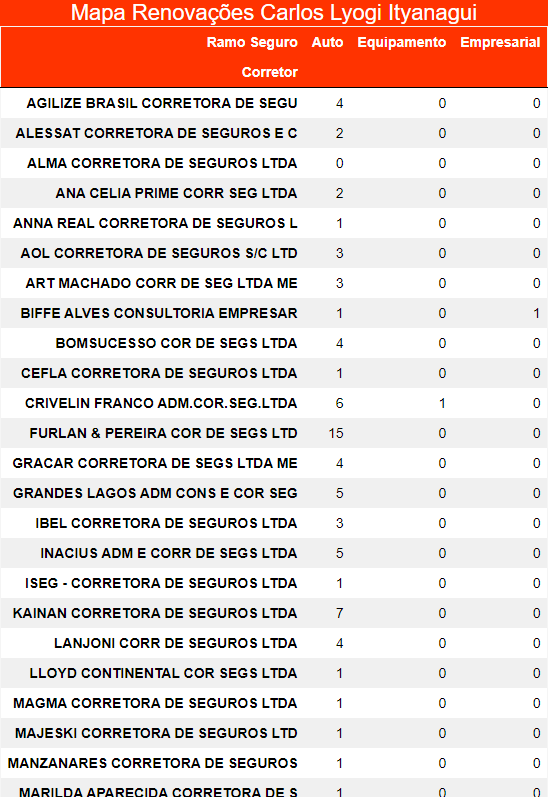 Mapa Renovações Carlos Lyogi Ityanagui
Ramo Seguro Auto Equipamento Empresarial
Corretor
AGILIZE BRASIL CORRETORA DE SEGU 4 0 0
ALESSAT CORRETORA DE SEGUROS E C 2 0 0
ALMA CORRETORA DE SEGUROS LTDA 0 0 0
ANA CELIA PRIME CORR SEG LTDA 2 0 0
ANNA REAL CORRETORA DE SEGUROS L 1 0 0
AOL CORRETORA DE SEGUROS S/C LTD 3 0 0
ART MACHADO CORR DE SEG LTDA ME 3 0 0
BIFFE ALVES CONSULTORIA EMPRESAR 1 0 1
BOMSUCESSO COR DE SEGS LTDA 4 0 0
CEFLA CORRETORA DE SEGUROS LTDA 1 0 0
CRIVELIN FRANCO ADM.COR.SEG.LTDA 6 1 0
FURLAN & PEREIRA COR DE SEGS LTD 15 0 0
GRACAR CORRETORA DE SEGS LTDA ME 4 0 0
GRANDES LAGOS ADM CONS E COR SEG 5 0 0
IBEL CORRETORA DE SEGUROS LTDA 3 0 0
INACIUS ADM E CORR DE SEGS LTDA 5 0 0
ISEG - CORRETORA DE SEGUROS LTDA 1 0 0
KAINAN CORRETORA DE SEGUROS LTDA 7 0 0
LANJONI CORR DE SEGUROS LTDA 4 0 0
LLOYD CONTINENTAL COR SEGS LTDA 1 0 0
MAGMA CORRETORA DE SEGUROS LTDA 1 0 0
MAJESKI CORRETORA DE SEGUROS LTD 1 0 0
MANZANARES CORRETORA DE SEGUROS 1 0 0
MARILDA APARECIDA CORRETORA DE S 1 0 0